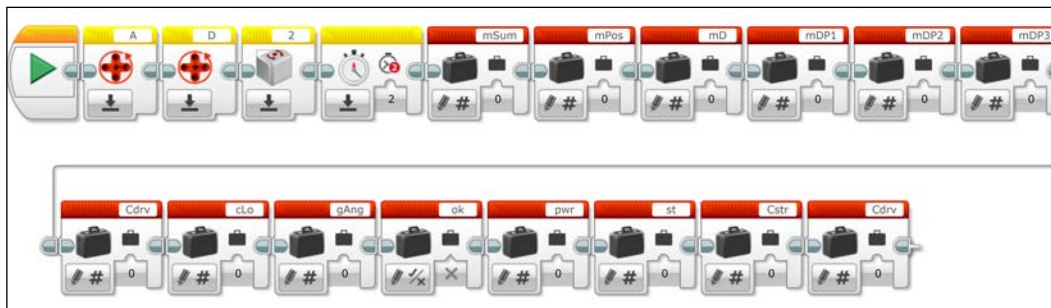 A D 2 mSum mPos mD mDP1 mDP2 mDP3
2 # 0 # 0 # 0 # 0 # 0 # 0
Cdrv cLo gAng ok pwr st Cstr Cdrv
# 0 # 0 # 0 # 0 # 0 # 0 # 0